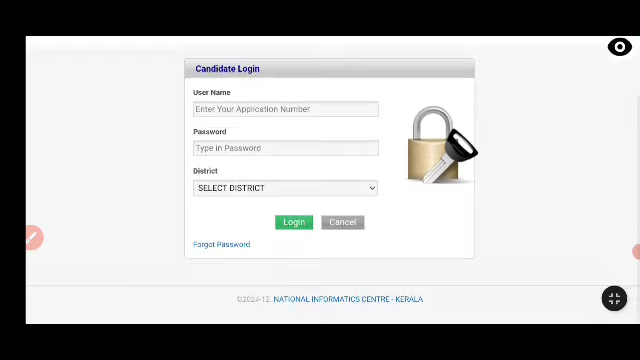 Candidate Login
User Name
Enter Your Application Number
Password
Type in Password
District
SELECT DISTRICT
Login Cancel
Forgot Password
©2024-12, NATIONAL INFORMATICS CENTRE - KERALA